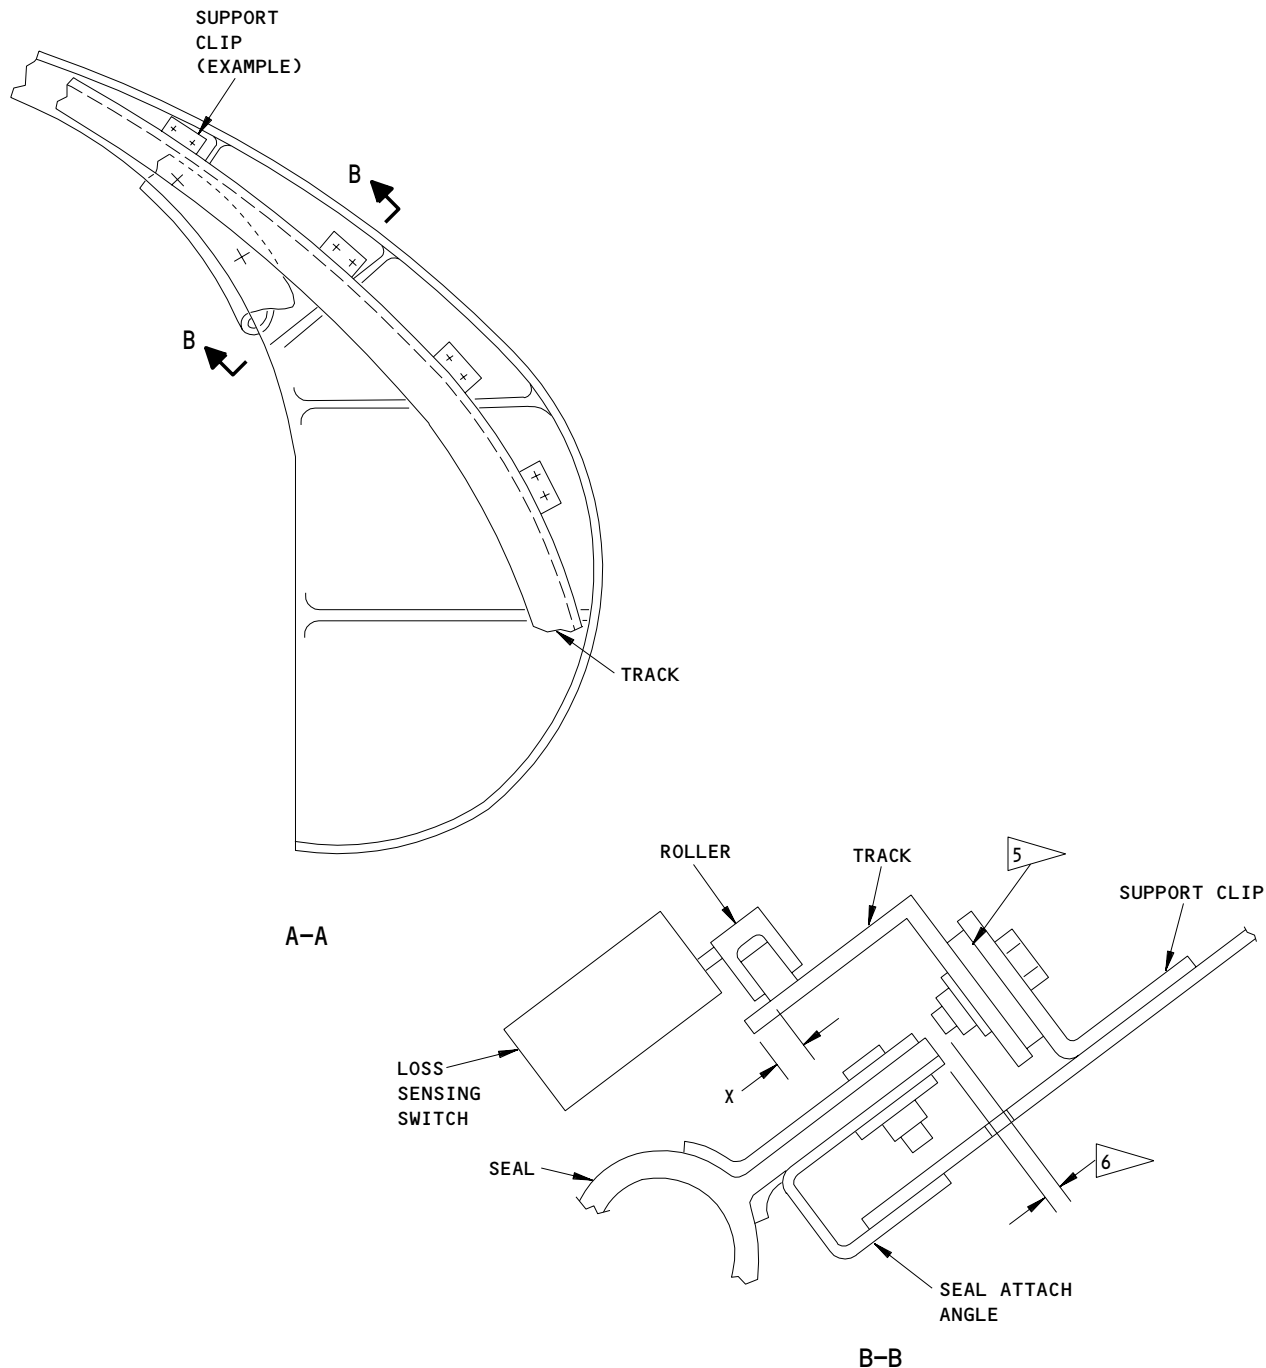 SUPPORT
CLIP
(EXAMPLE)
B
B
TRACK
A-A
ROLLER
TRACK
5
SUPPORT CLIP
LOSS
SENSING
SWITCH
X
SEAL
6
SEAL ATTACH
ANGLE
B-B